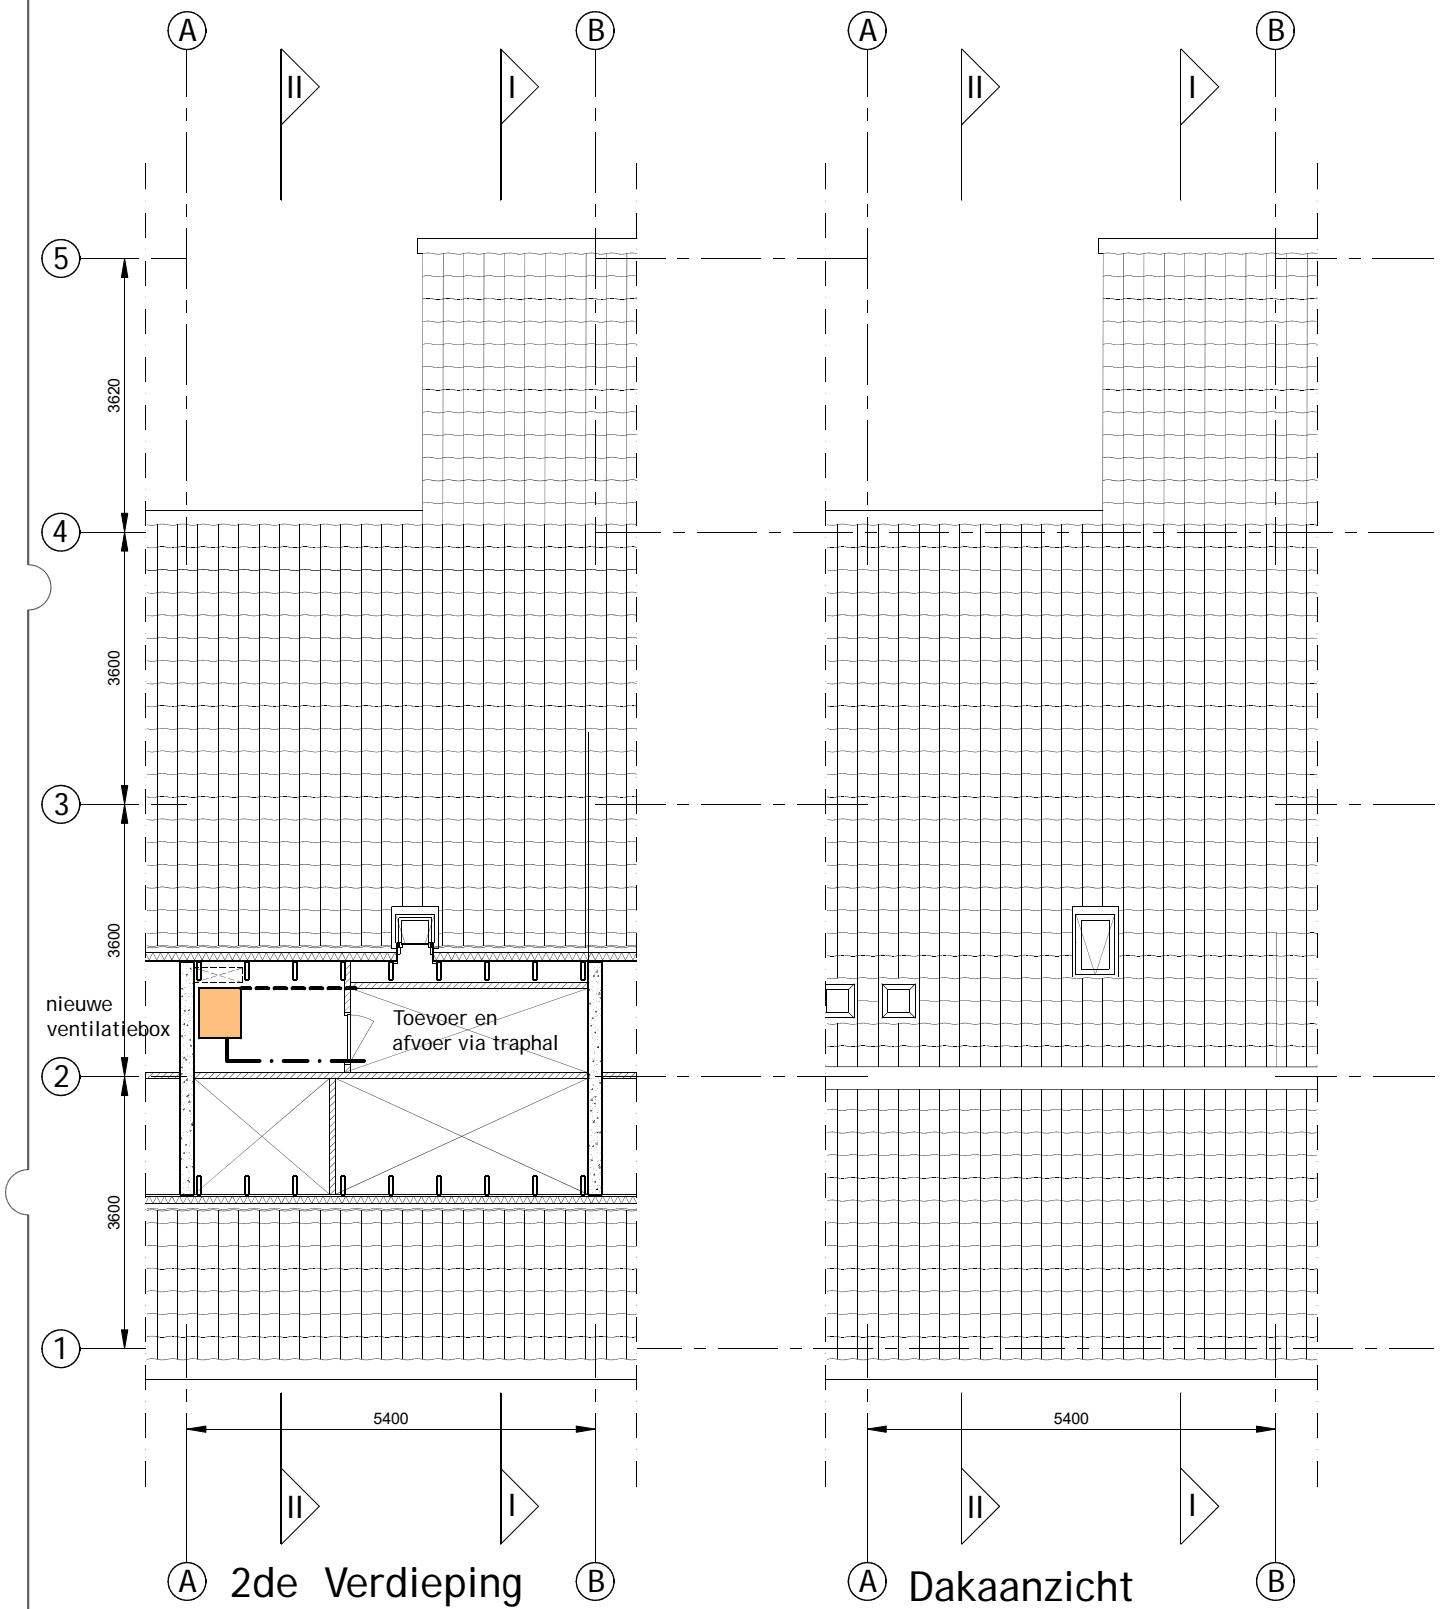 A
B
A
B
II
I
II
I
5
3620
4
3600
3
3600
nieuwe
ventilatiebox
Toevoer en
afvoer via traphal
2
3600
1
5400
5400
II
I
II
I
A
2de Verdieping
B
A
Dakaanzicht
B